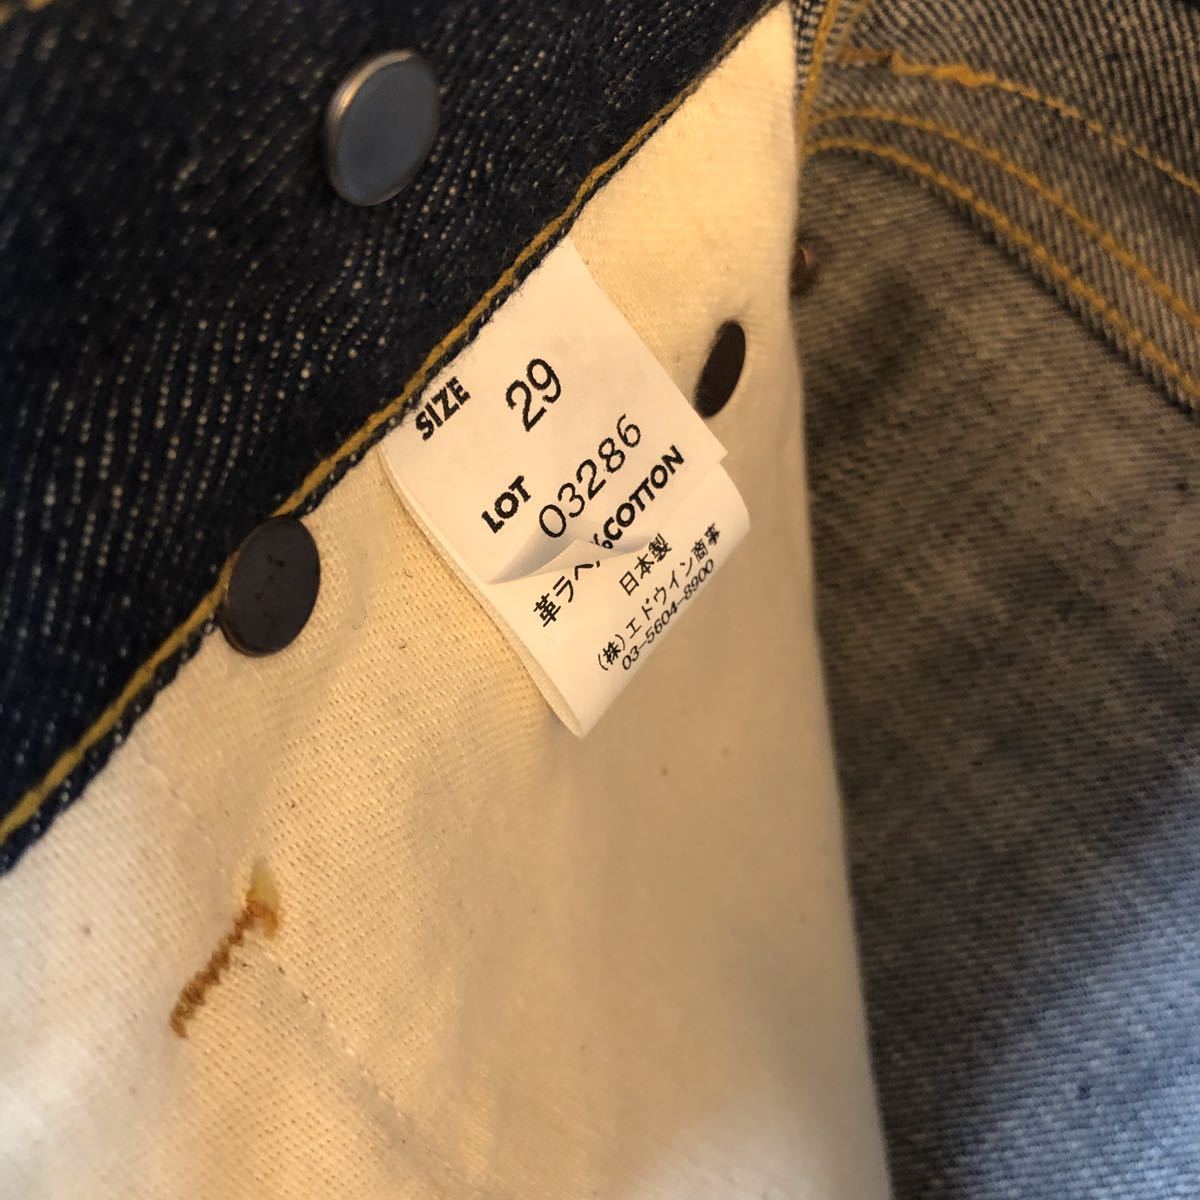 SIZE
29
LOT
03286
%COTTON
革ラベ
日本製
(株)エドウイン商事
03-5604-8900